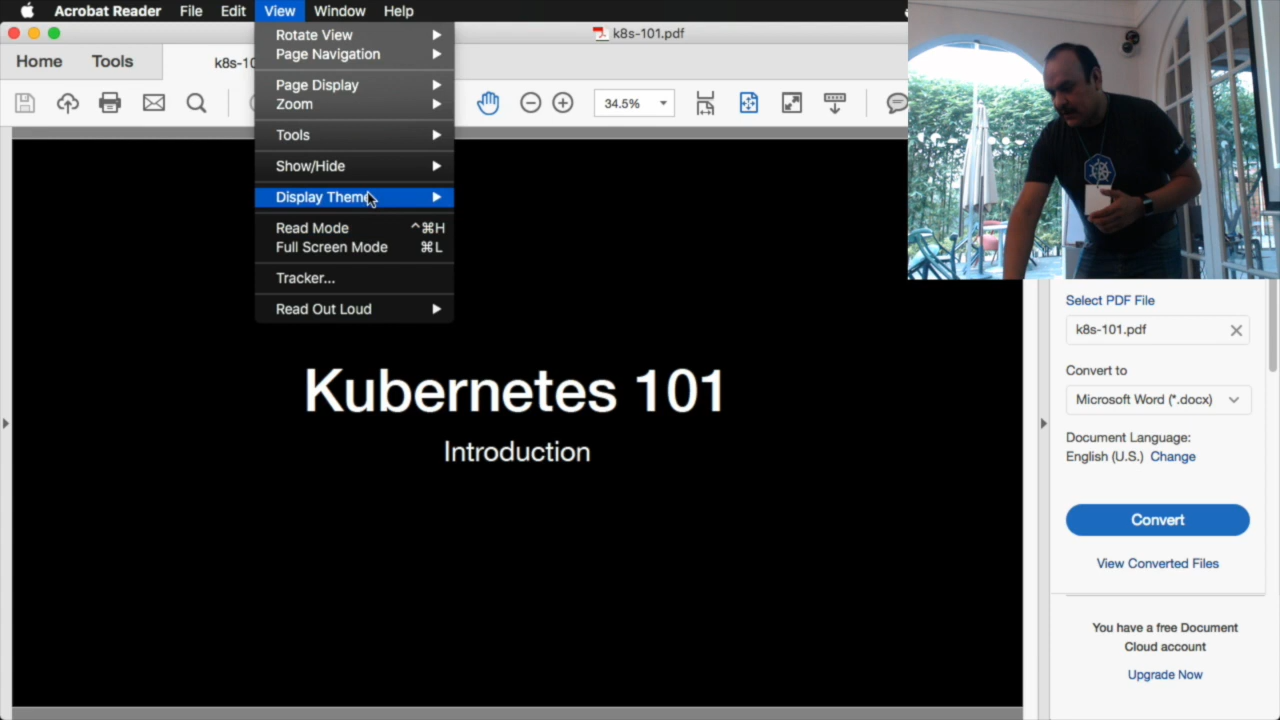 Acrobat Reader File Edit View Window Help
k8s-101.pdf
Home Tools k8s-10
34.5%
Rotate View
Page Navigation
Page Display
Zoom
Tools
Show/Hide
Display Theme
Read Mode ^⌘H
Full Screen Mode ⌘L
Tracker...
Read Out Loud
Kubernetes 101
Introduction
Select PDF File
k8s-101.pdf
Convert to
Microsoft Word (*.docx)
Document Language:
English (U.S.) Change
Convert
View Converted Files
You have a free Document
Cloud account
Upgrade Now